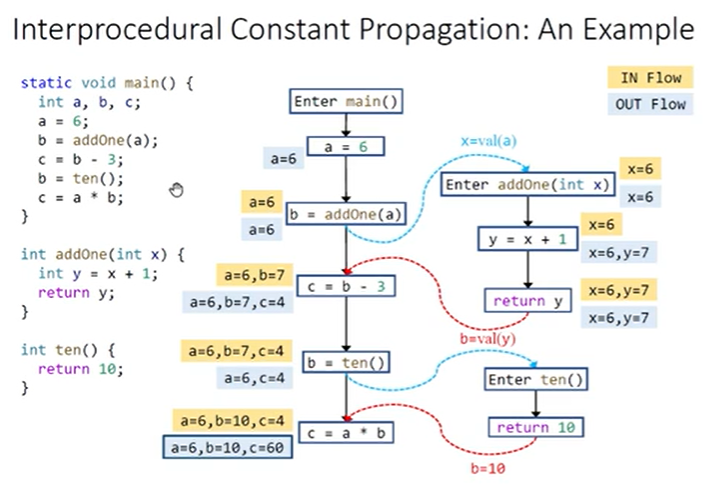 Interprocedural Constant Propagation: An Example
static void main() {
int a, b, c;
a = 6;
b = addOne(a);
c = b - 3;
b = ten();
c = a * b;
}
int addOne(int x) {
int y = x + 1;
return y;
}
int ten() {
return 10;
}
IN Flow
OUT Flow
Enter main()
a = 6
a=6
a=6
b = addOne(a)
a=6
a=6,b=7
c = b - 3
a=6,b=7,c=4
a=6,b=7,c=4
b = ten()
a=6,c=4
a=6,b=10,c=4
c = a * b
a=6,b=10,c=60
x=val(a)
Enter addOne(int x)
x=6
x=6
y = x + 1
x=6
x=6,y=7
return y
x=6,y=7
x=6,y=7
b=val(y)
Enter ten()
return 10
b=10